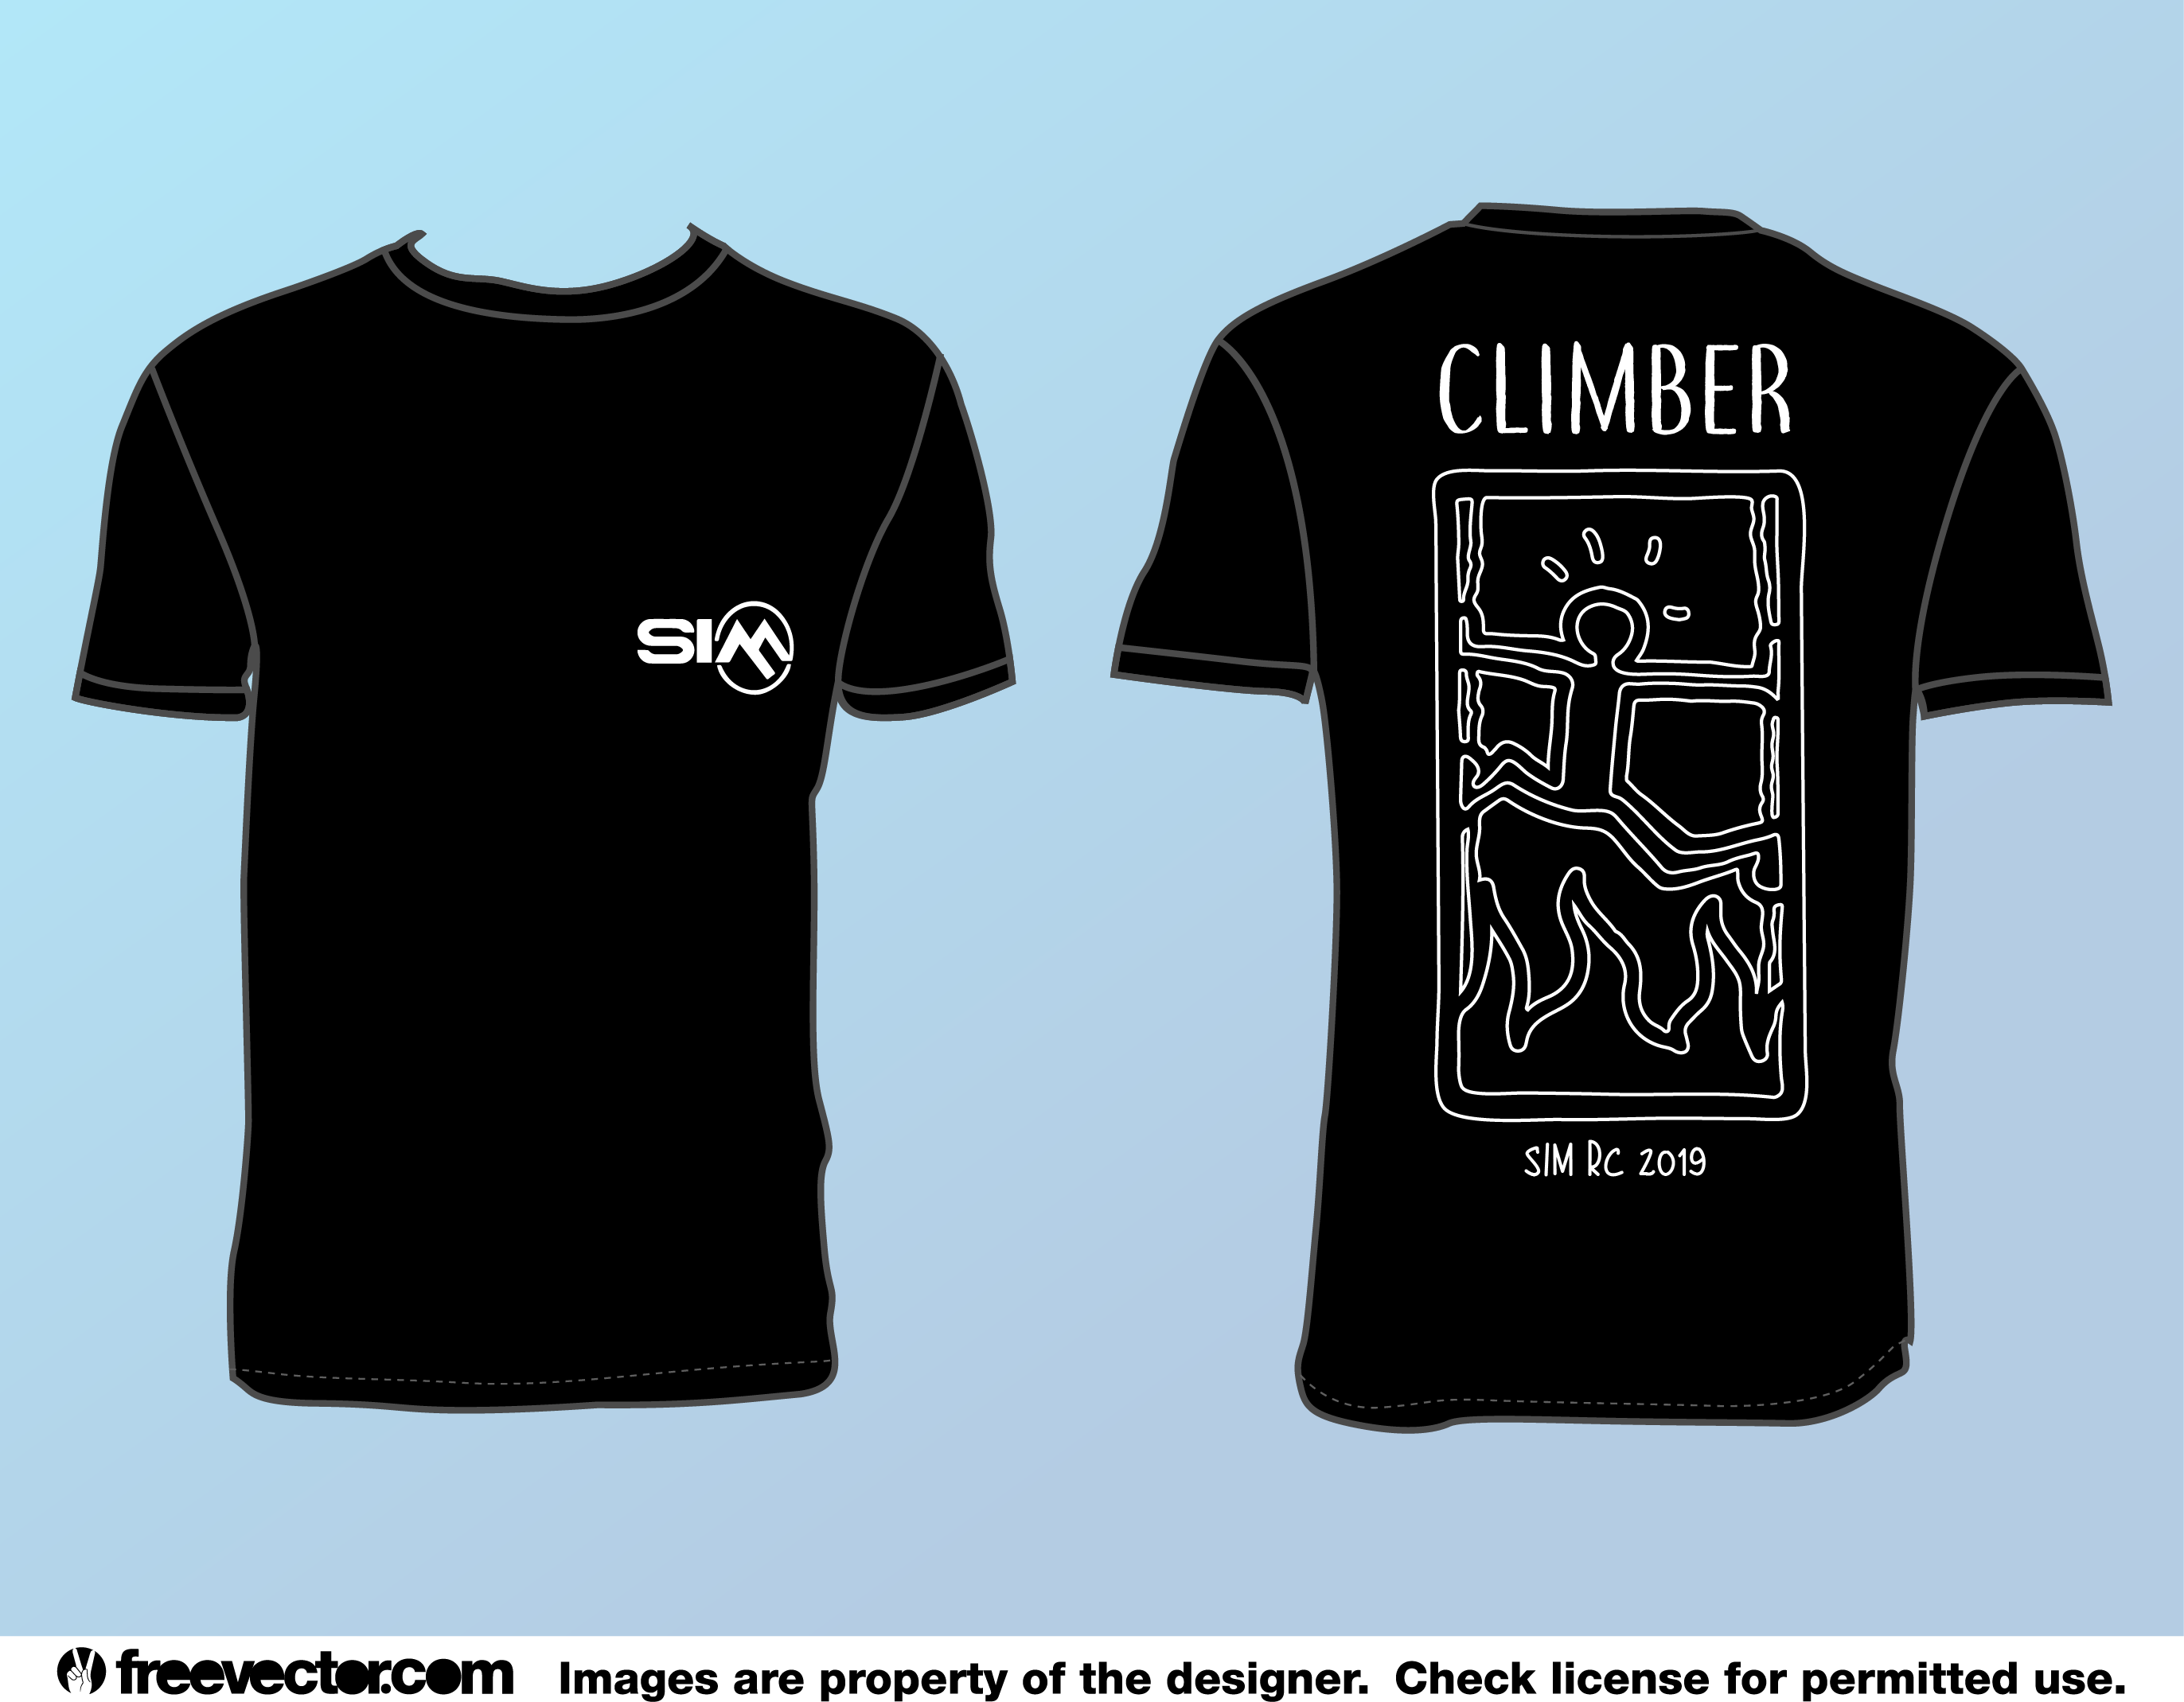 SIM
CLIMBER
SIM RC 2019
freevector.com
Images are property of the designer. Check license for permitted use.